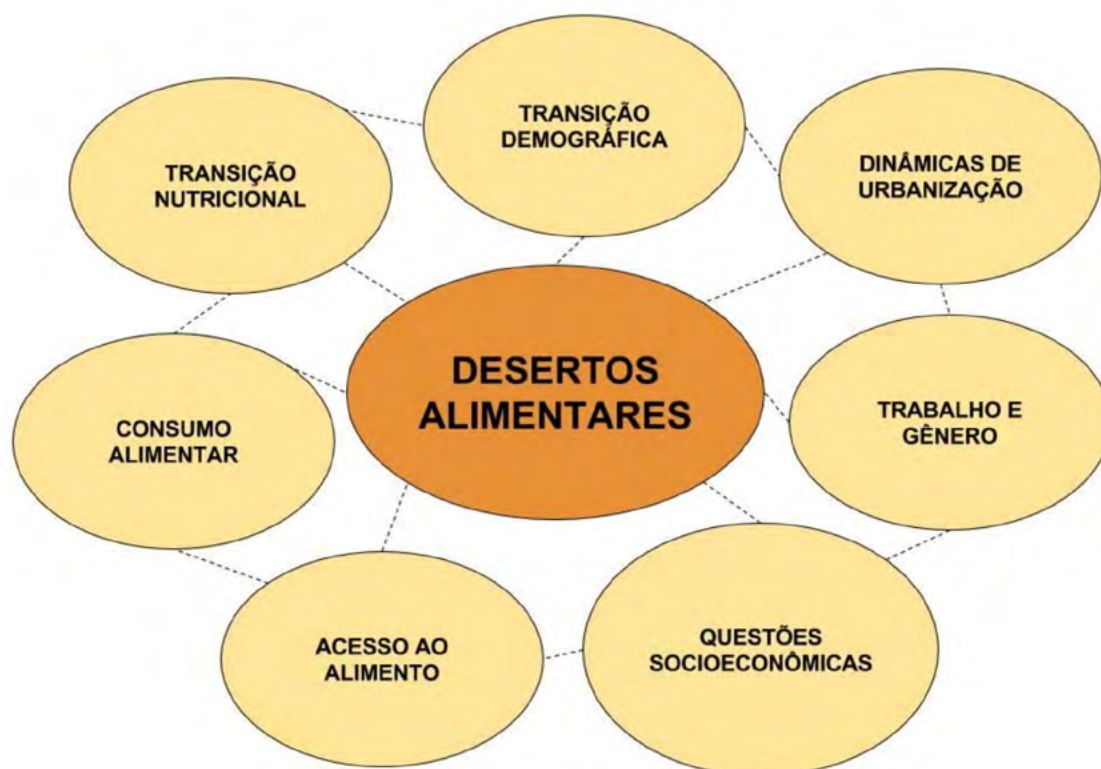 TRANSIÇÃO
DEMOGRÁFICA
TRANSIÇÃO
NUTRICIONAL
DINÂMICAS DE
URBANIZAÇÃO
DESERTOS
ALIMENTARES
CONSUMO
ALIMENTAR
TRABALHO E
GÊNERO
ACESSO AO
ALIMENTO
QUESTÕES
SOCIOECONÔMICAS